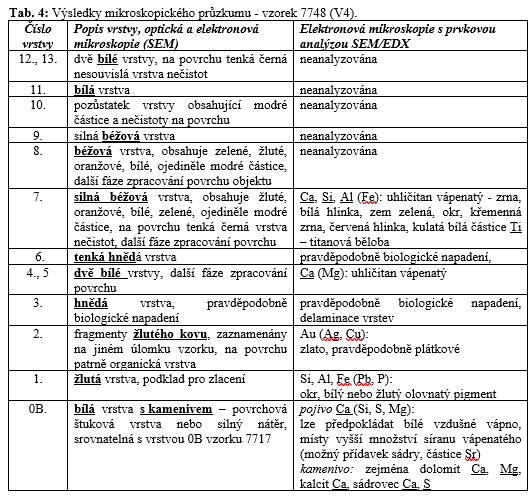 Tab. 4: Výsledky mikroskopického průzkumu - vzorek 7748 (V4).
Číslo vrstvy
Popis vrstvy, optická a elektronová mikroskopie (SEM)
Elektronová mikroskopie s prvkovou analýzou SEM/EDX
12., 13.
dvě bílé vrstvy, na povrchu tenká černá
nesouvislá vrstva nečistot
neanalyzována
11.
bílá vrstva
neanalyzována
10.
pozůstatek vrstvy obsahující modré
částice a nečistoty na povrchu
neanalyzována
9.
silná béžová vrstva
neanalyzována
8.
béžová vrstva, obsahuje zelené, žluté,
oranžové, bílé, ojediněle modré částice,
další fáze zpracování povrchu objektu
neanalyzována
7.
silná béžová vrstva, obsahuje žluté,
oranžové, bílé, zelené, ojediněle modré
částice, na povrchu tenká černá vrstva
nečistot, další fáze zpracování povrchu
Ca, Si, Al (Fe): uhličitan vápenatý - zrna,
bílá hlinka, zem zelená, okr, křemenná
zrna, červená hlinka, kulatá bílá částice Ti
– titanová běloba
6.
tenká hnědá vrstva
pravděpodobně biologické napadení,
4., 5
dvě bílé vrstvy, další fáze zpracování
povrchu
Ca (Mg): uhličitan vápenatý
3.
hnědá vrstva, pravděpodobně
biologické napadení
pravděpodobně biologické napadení,
delaminace vrstev
2.
fragmenty žlutého kovu, zaznamenány
na jiném úlomku vzorku, na povrchu
patrně organická vrstva
Au (Ag, Cu):
zlato, pravděpodobně plátkové
1.
žlutá vrstva, podklad pro zlacení
Si, Al, Fe (Pb, P):
okr, bílý nebo žlutý olovnatý pigment
0B.
bílá vrstva s kamenivem – povrchová
štuková vrstva nebo silný nátěr,
srovnatelná s vrstvou 0B vzorku 7717
pojivo Ca (Si, S, Mg):
lze předpokládat bílé vzdušné vápno,
místy vyšší množství síranu vápenatého
(možný přídavek sádry, částice Sr)
kamenivo: zejména dolomit Ca, Mg,
kalcit Ca, sádrovec Ca, S